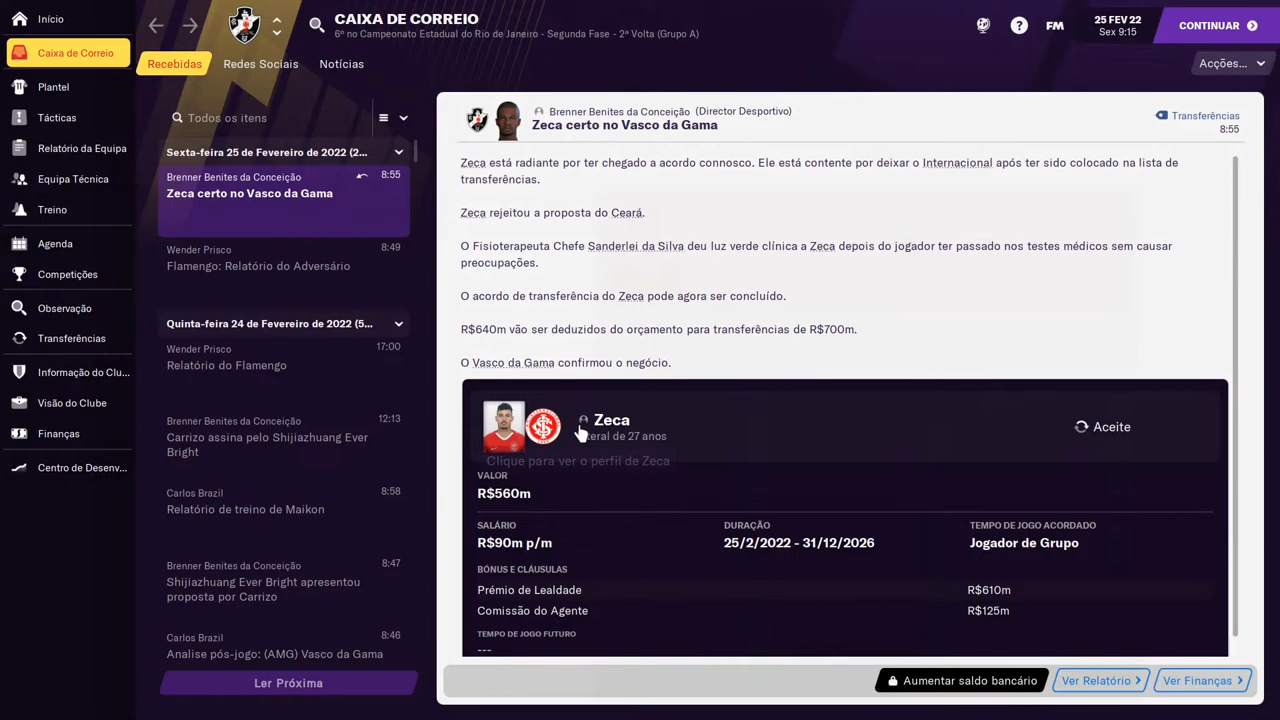 Início
Caixa de Correio
Plantel
Tácticas
Relatório da Equipa
Equipa Técnica
Treino
Agenda
Competições
Observação
Transferências
Informação do Clu...
Visão do Clube
Finanças
Centro de Desenv...
CAIXA DE CORREIO
6º no Campeonato Estadual do Rio de Janeiro - Segunda Fase - 2ª Volta (Grupo A)
FM
25 FEV 22
Sex 9:15
CONTINUAR
Recebidas
Redes Sociais
Notícias
Acções...
Todos os itens
Sexta-feira 25 de Fevereiro de 2022 (2...
Brenner Benites da Conceição
8:55
Zeca certo no Vasco da Gama
Wender Prisco
8:49
Flamengo: Relatório do Adversário
Quinta-feira 24 de Fevereiro de 2022 (5...
Wender Prisco
17:00
Relatório do Flamengo
Brenner Benites da Conceição
12:13
Carrizo assina pelo Shijiazhuang Ever
Bright
Carlos Brazil
8:58
Relatório de treino de Maikon
Brenner Benites da Conceição
8:47
Shijiazhuang Ever Bright apresentou
proposta por Carrizo
Carlos Brazil
8:46
Analise pós-jogo: (AMG) Vasco da Gama
Ler Próxima
Brenner Benites da Conceição (Director Desportivo)
Zeca certo no Vasco da Gama
Transferências
8:55
Zeca está radiante por ter chegado a acordo connosco. Ele está contente por deixar o Internacional após ter sido colocado na lista de
transferências.
Zeca rejeitou a proposta do Ceará.
O Fisioterapeuta Chefe Sanderlei da Silva deu luz verde clínica a Zeca depois do jogador ter passado nos testes médicos sem causar
preocupações.
O acordo de transferência do Zeca pode agora ser concluído.
R$640m vão ser deduzidos do orçamento para transferências de R$700m.
O Vasco da Gama confirmou o negócio.
Zeca
teral de 27 anos
Aceite
Clique para ver o perfil de Zeca
VALOR
R$560m
SALÁRIO
DURAÇÃO
TEMPO DE JOGO ACORDADO
R$90m p/m
25/2/2022 - 31/12/2026
Jogador de Grupo
BÓNUS E CLÁUSULAS
Prémio de Lealdade
R$610m
Comissão do Agente
R$125m
TEMPO DE JOGO FUTURO
---
Aumentar saldo bancário
Ver Relatório
Ver Finanças